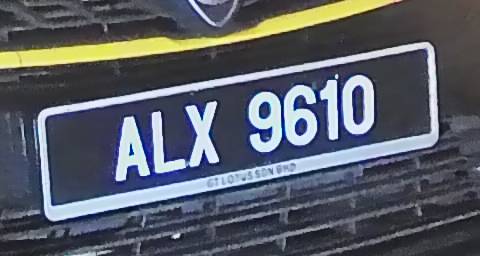 ALX 9610
GT LOTUS SDN BHD